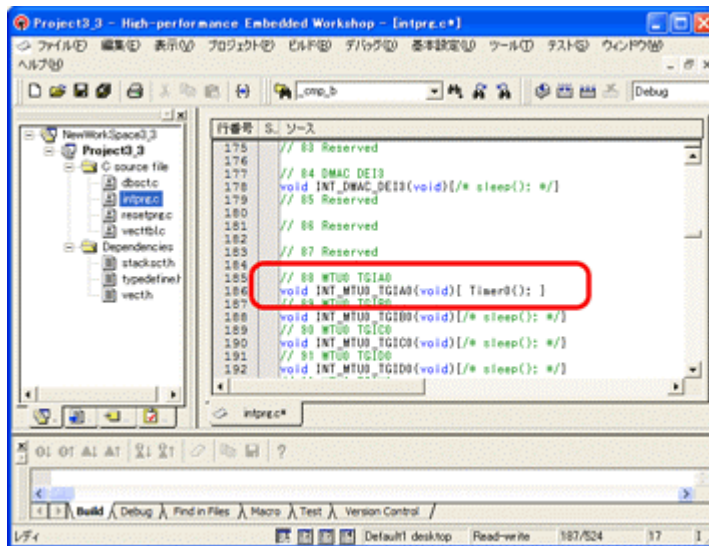 Project3_3 - High-performance Embedded Workshop - [intprg.c*]
ファイル(F) 編集(E) 表示(V) プロジェクト(P) ビルド(B) デバッグ(D) 基本設定(U) ツール(T) テスト(S) ウィンドウ(W)
ヘルプ(H)
_cmp_b
Debug
NewWorkSpace3_3
Project3_3
C source file
dbsct.c
intprg.c
resetprg.c
vecttbl.c
Dependencies
stacksct.h
typedefine.h
vect.h
行番号 S.. ソース
175 // 83 Reserved
176
177 // 84 DMAC DEI3
178 void INT_DMAC_DEI3(void){/* sleep(); */}
179 // 85 Reserved
180
181 // 86 Reserved
182
183 // 87 Reserved
184
185 // 88 MTU0 TGIA0
186 void INT_MTU0_TGIA0(void){ Timer0(); }
187 // 89 MTU0 TGIB0
188 void INT_MTU0_TGIB0(void){/* sleep(); */}
189 // 90 MTU0 TGIC0
190 void INT_MTU0_TGIC0(void){/* sleep(); */}
191 // 91 MTU0 TGID0
192 void INT_MTU0_TGID0(void){/* sleep(); */}
intprg.c*
Build Debug Find in Files Macro Test Version Control
レディ Default1 desktop Read-write 187/524 17 I